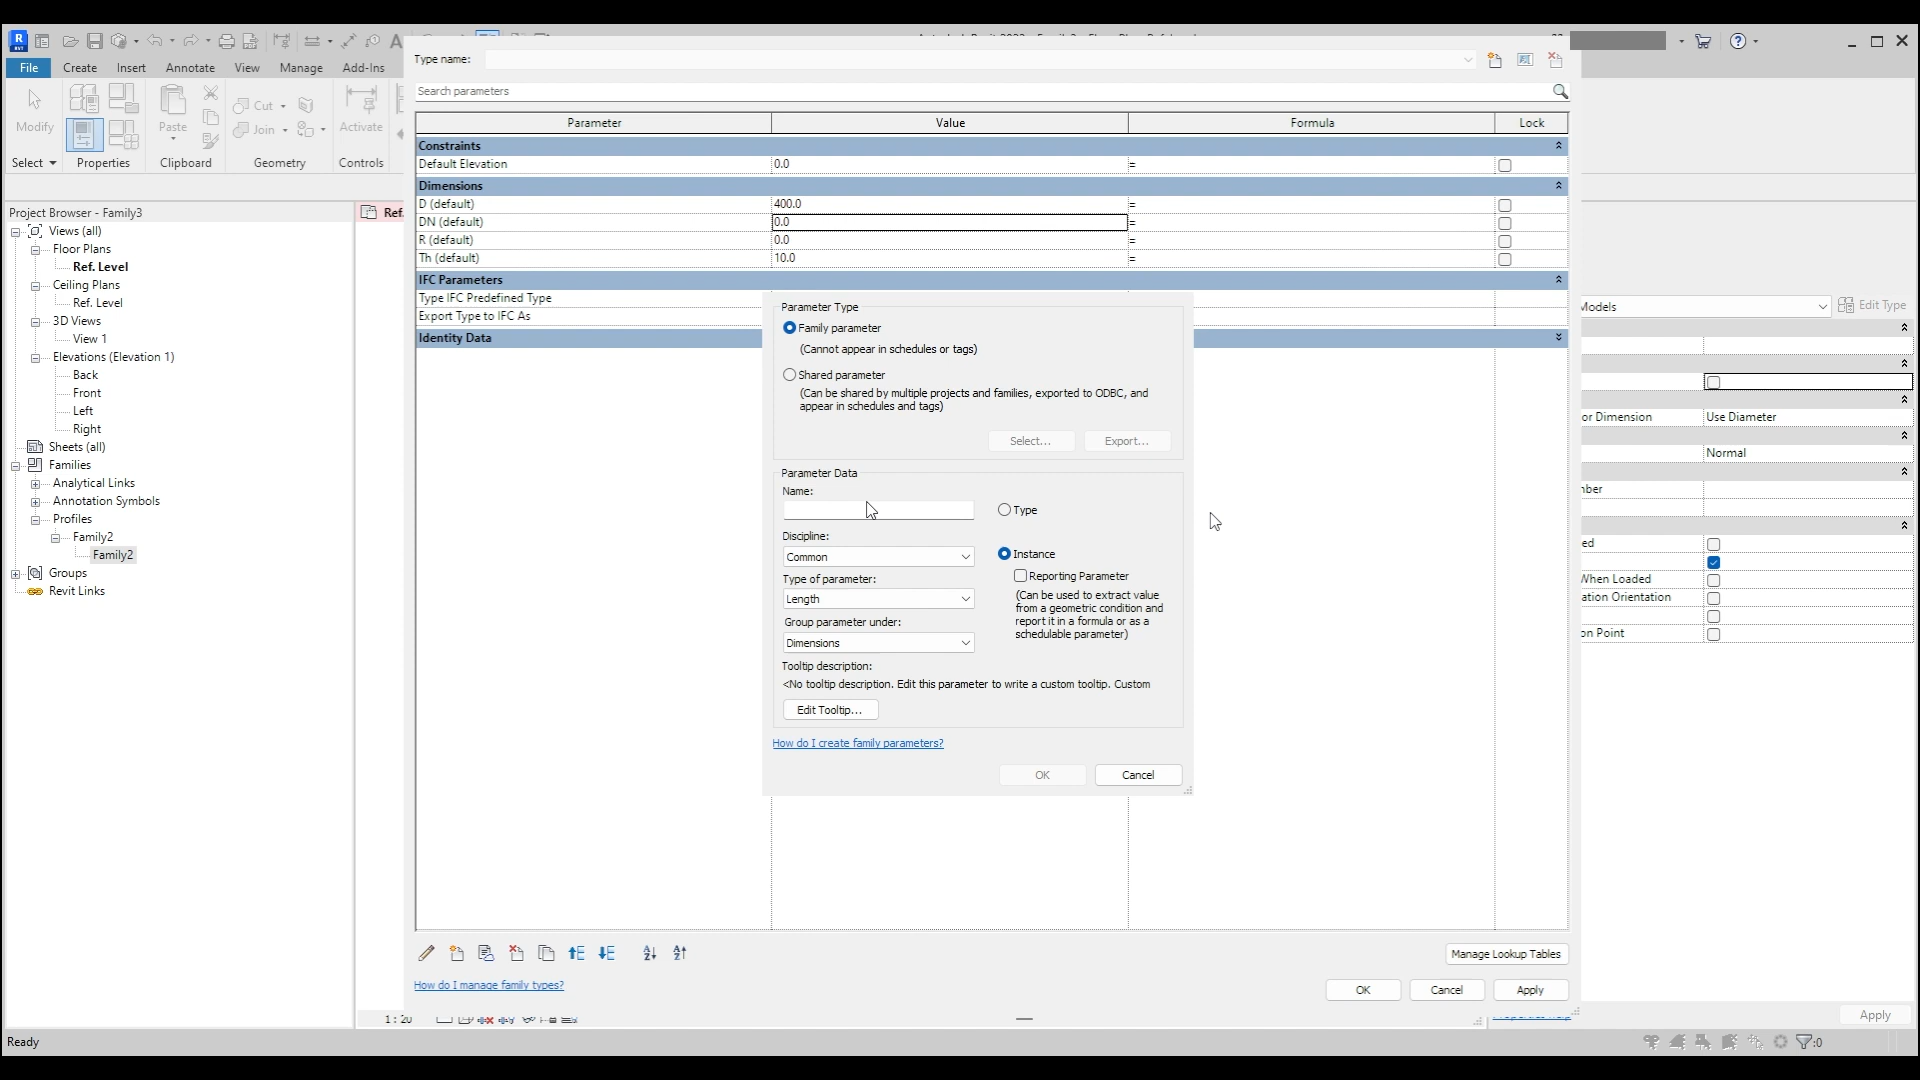 File
Create
Insert
Annotate
View
Manage
Add-Ins
Modify
Paste
Cut
Join
Activate
Select
Properties
Clipboard
Geometry
Controls
Project Browser - Family3
Views (all)
Floor Plans
Ref. Level
Ceiling Plans
Ref. Level
3D Views
View 1
Elevations (Elevation 1)
Back
Front
Left
Right
Sheets (all)
Families
Analytical Links
Annotation Symbols
Profiles
Family2
Family2
Groups
Revit Links
Ref.
Type name:
Search parameters
Parameter Value Formula Lock
Constraints
Default Elevation 0.0 =
Dimensions
D (default) 400.0 =
DN (default) 0.0 =
R (default) 0.0 =
Th (default) 10.0 =
IFC Parameters
Type IFC Predefined Type
Export Type to IFC As
Identity Data
Parameter Type
Family parameter
(Cannot appear in schedules or tags)
Shared parameter
(Can be shared by multiple projects and families, exported to ODBC, and
appear in schedules and tags)
Select...
Export...
Parameter Data
Name:
Type
Discipline:
Common
Instance
Type of parameter:
Reporting Parameter
Length
(Can be used to extract value
from a geometric condition and
report it in a formula or as a
schedulable parameter)
Group parameter under:
Dimensions
Tooltip description:
<No tooltip description. Edit this parameter to write a custom tooltip. Custom
Edit Tooltip...
How do I create family parameters?
OK
Cancel
Manage Lookup Tables
How do I manage family types?
OK
Cancel
Apply
Models
Edit Type
or Dimension Use Diameter
Normal
nber
ed
When Loaded
ation Orientation
on Point
Apply
1 : 20
Ready
:0